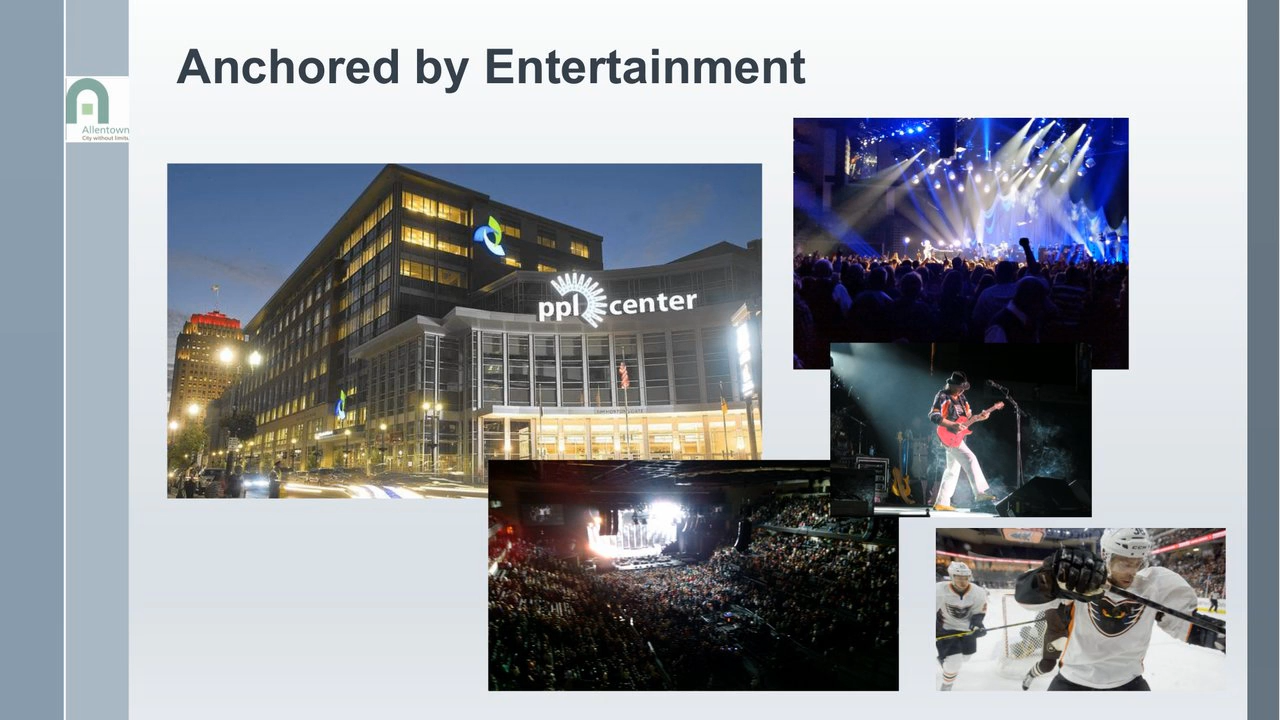 Anchored by Entertainment
Allentown
City without limits.
ppl center